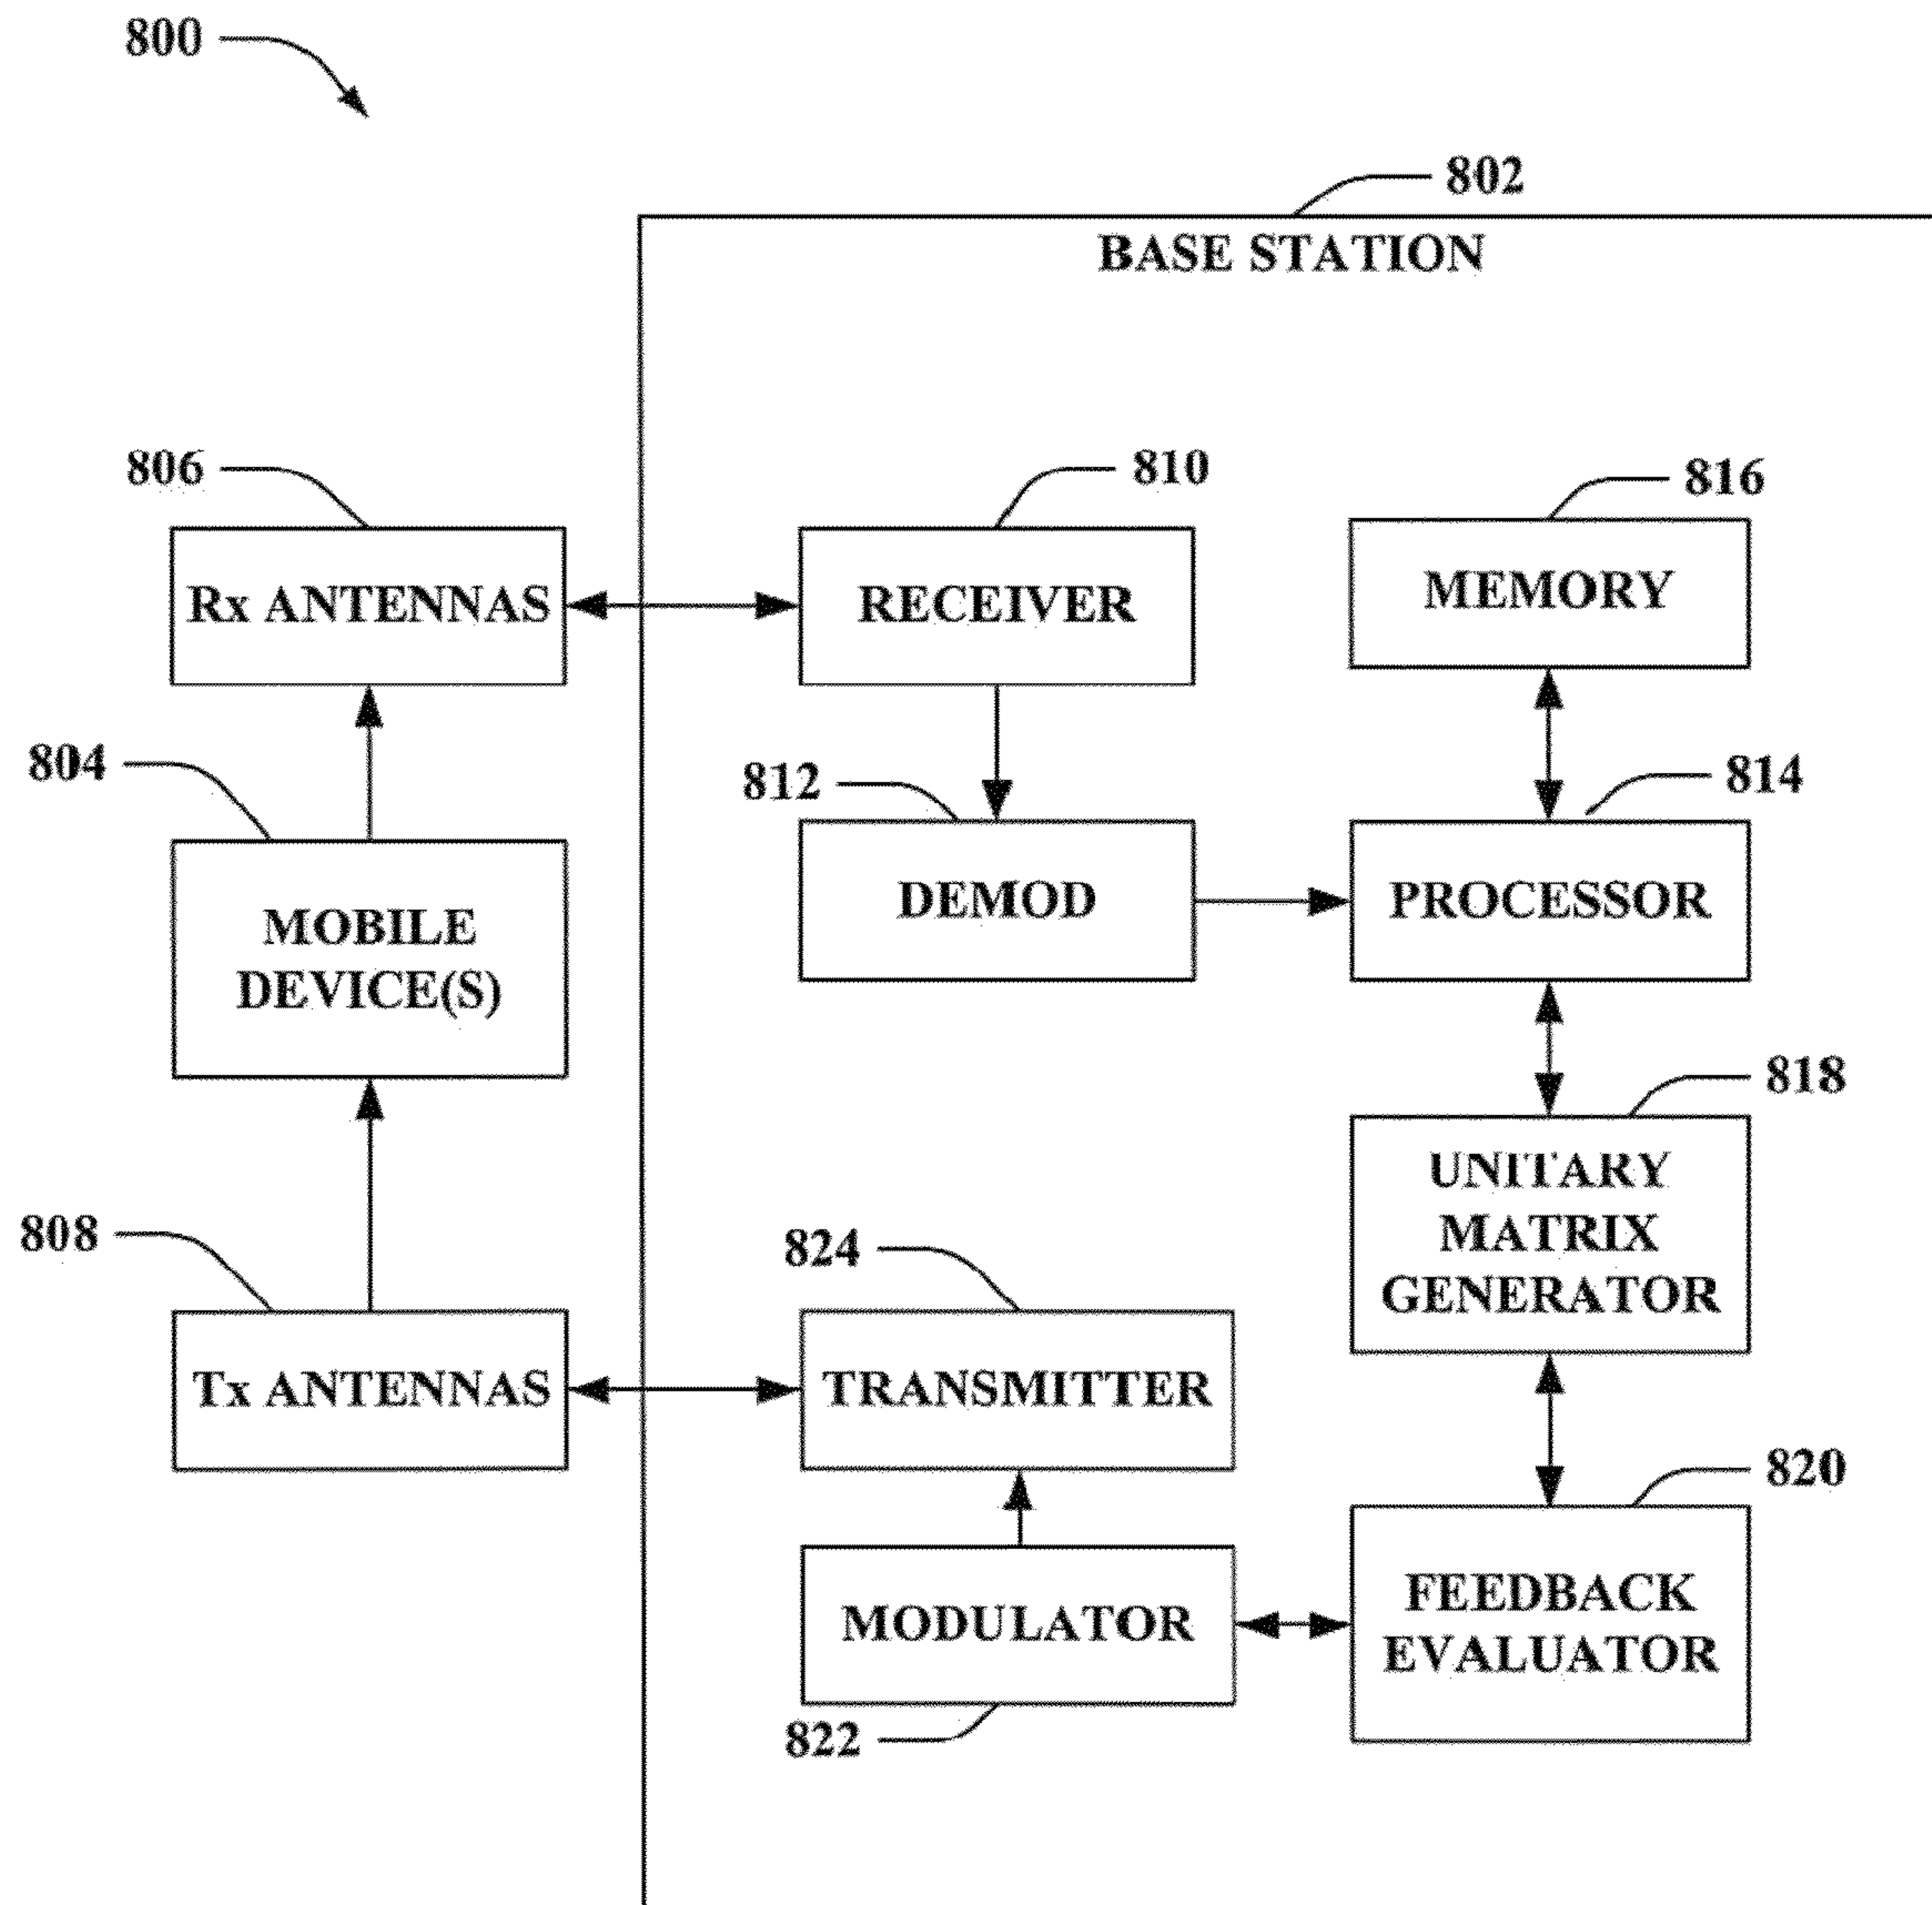 800
802
BASE STATION
806
810
816
Rx ANTENNAS
RECEIVER
MEMORY
804
812
814
MOBILE
DEVICE(S)
DEMOD
PROCESSOR
818
808
824
UNITARY
MATRIX
GENERATOR
Tx ANTENNAS
TRANSMITTER
820
MODULATOR
FEEDBACK
EVALUATOR
822